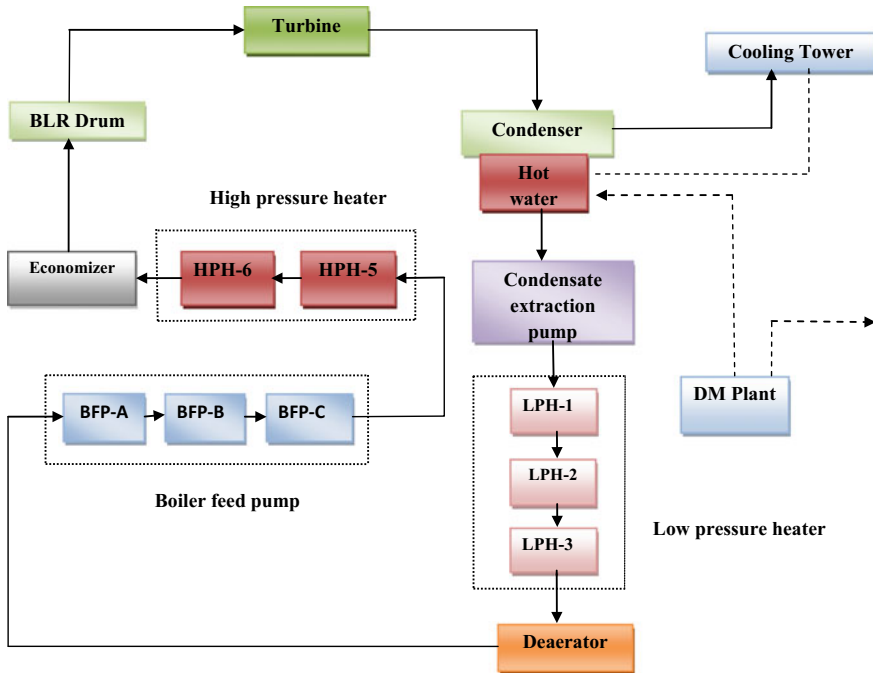 Turbine
Cooling Tower
BLR Drum
Condenser
Hot
water
High pressure heater
Economizer
HPH-6
HPH-5
Condensate
extraction
pump
BFP-A
BFP-B
BFP-C
LPH-1
DM Plant
LPH-2
Boiler feed pump
LPH-3
Low pressure heater
Deaerator